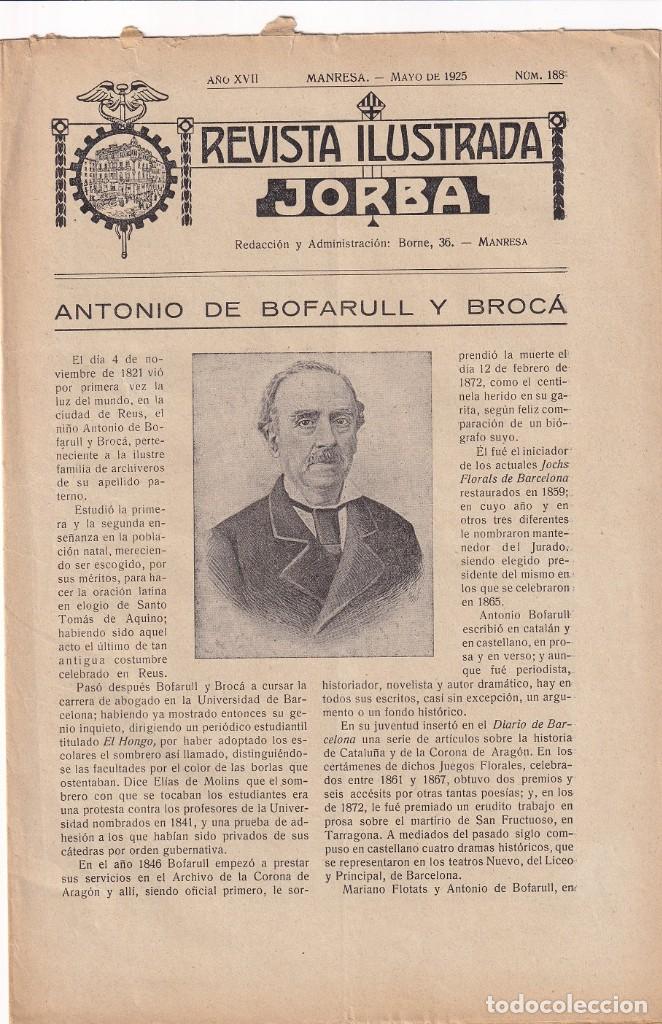 AÑO XVII MANRESA. — MAYO DE 1925 NÚM. 188
REVISTA ILUSTRADA
JORBA
Redacción y Administración: Borne, 36. — MANRESA
ANTONIO DE BOFARULL Y BROCÁ
El día 4 de no-
viembre de 1821 vió
por primera vez la
luz del mundo, en la
ciudad de Reus, el
niño Antonio de Bo-
farull y Brocá, perte-
neciente a la ilustre
familia de archiveros
de su apellido pa-
terno.
Estudió la prime-
ra y la segunda en-
señanza en la pobla-
ción natal, merecien-
do ser escogido, por
sus méritos, para ha-
cer la oración latina
en elogio de Santo
Tomás de Aquino;
habiendo sido aquel
acto el último de tan
antigua costumbre
celebrado en Reus.
Pasó después Bofarull y Brocá a cursar la
carrera de abogado en la Universidad de Bar-
celona; habiendo ya mostrado entonces su ge-
nio inquieto, dirigiendo un periódico estudiantil
titulado El Hongo, por haber adoptado los es-
colares el sombrero así llamado, distinguiéndo-
se las facultades por el color de las borlas que
ostentaban. Dice Elías de Molins que el som-
brero con que se tocaban los estudiantes era
una protesta contra los profesores de la Univer-
sidad nombrados en 1841, y una prueba de ad-
hesión a los que habían sido privados de sus
cátedras por orden gubernativa.
En el año 1846 Bofarull empezó a prestar
sus servicios en el Archivo de la Corona de
Aragón y allí, siendo oficial primero, le sor-
prendió la muerte el
día 12 de febrero de
1872, como el centi-
nela herido en su ga-
rita, según feliz com-
paración de un bió-
grafo suyo.
Él fué el iniciador
de los actuales Jochs
Florals de Barcelona
restaurados en 1859;
en cuyo año y en
otros tres diferentes
le nombraron mante-
nedor del Jurado,
siendo elegido pre-
sidente del mismo en
los que se celebraron
en 1865.
Antonio Bofarull
escribió en catalán y
en castellano, en pro-
sa y en verso; y aun-
que fué periodista,
historiador, novelista y autor dramático, hay en
todos sus escritos, casi sin excepción, un argu-
mento o un fondo histórico.
En su juventud insertó en el Diario de Bar-
celona una serie de artículos sobre la historia
de Cataluña y de la Corona de Aragón. En los
certámenes de dichos Juegos Florales, celebra-
dos entre 1861 y 1867, obtuvo dos premios y
seis accésits por otras tantas poesías; y, en los
de 1872, le fué premiado un erudito trabajo en
prosa sobre el martirio de San Fructuoso, en
Tarragona. A mediados del pasado siglo com-
puso en castellano cuatro dramas históricos, que
se representaron en los teatros Nuevo, del Liceo
y Principal, de Barcelona.
Mariano Flotats y Antonio de Bofarull, en
todocoleccion